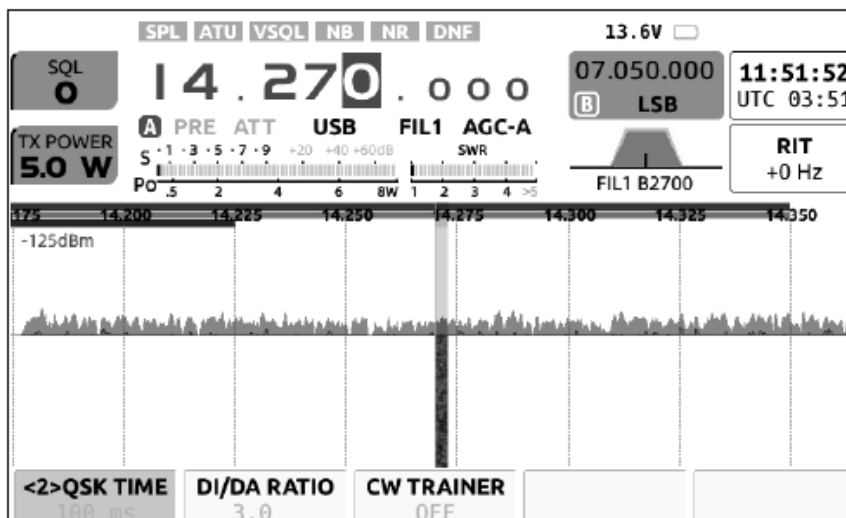 SPL ATU VSQL NB NR DNF 13.6V
SQL
0
14.270.000
07.050.000
B LSB
11:51:52
UTC 03:51
A PRE ATT USB FIL1 AGC-A
TX POWER
5.0 W
S ·1 ·3 ·5 ·7 ·9 +20 +40 +60dB SWR
Po .5 2 4 6 8W 1 2 3 4 >5
FIL1 B2700
RIT
+0 Hz
175 14.200 14.225 14.250 14.275 14.300 14.325 14.350
-125dBm
<2>QSK TIME DI/DA RATIO CW TRAINER
100 ms 3.0 OFF